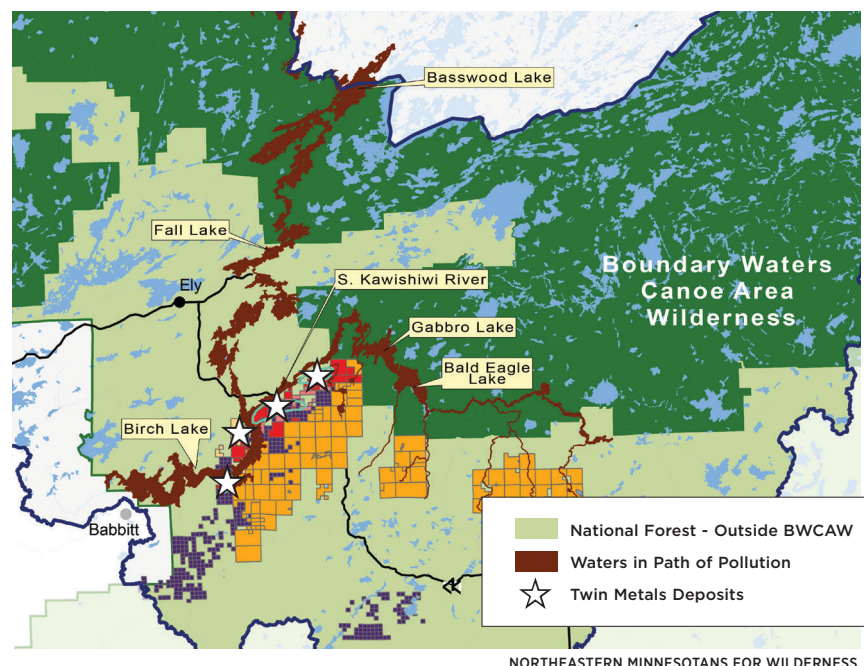 Basswood Lake
Fall Lake
S. Kawishiwi River
Ely
Boundary Waters
Canoe Area
Wilderness
Gabbro Lake
Bald Eagle
Lake
Birch Lake
Babbitt
National Forest - Outside BWCAW
Waters in Path of Pollution
Twin Metals Deposits
NORTHEASTERN MINNESOTANS FOR WILDERNESS